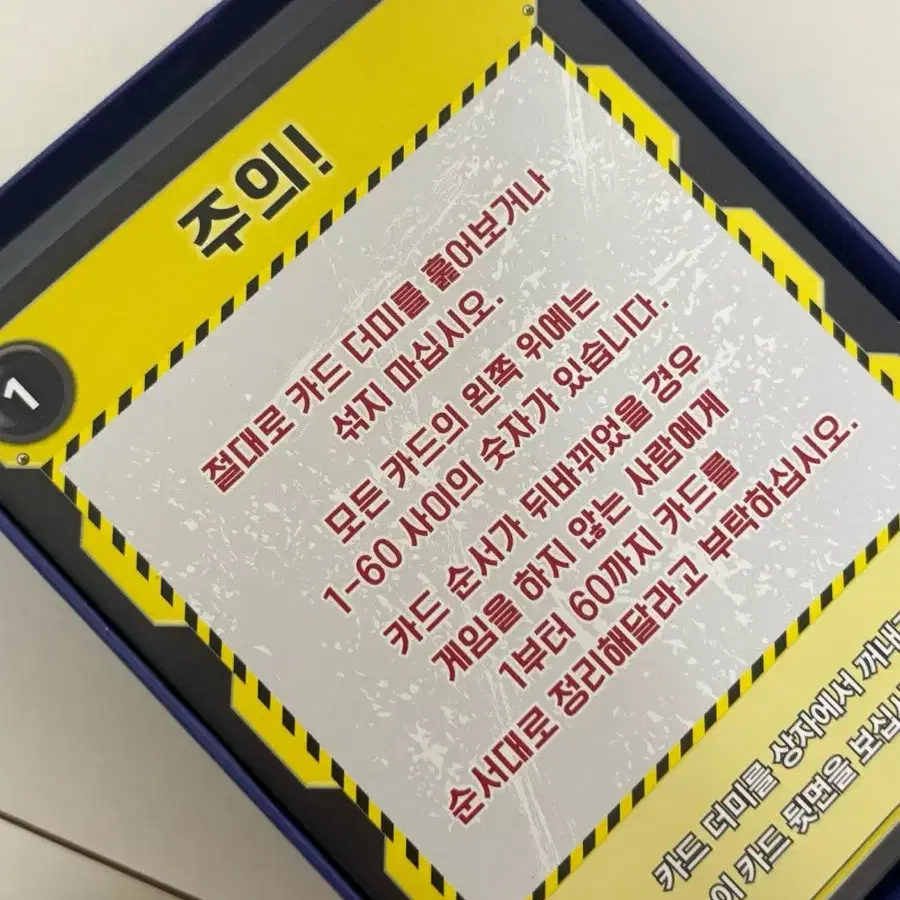 주의!
1
절대로 카드 더미를 훑어보거나
섞지 마십시오.
모든 카드의 왼쪽 위에는
1-60 사이의 숫자가 있습니다.
카드 순서가 뒤바뀌었을 경우
게임을 하지 않는 사람에게
1부터 60까지 카드를
순서대로 정리해달라고 부탁하십시오.
카드 더미를 상자에서
이 카드 뒷면을